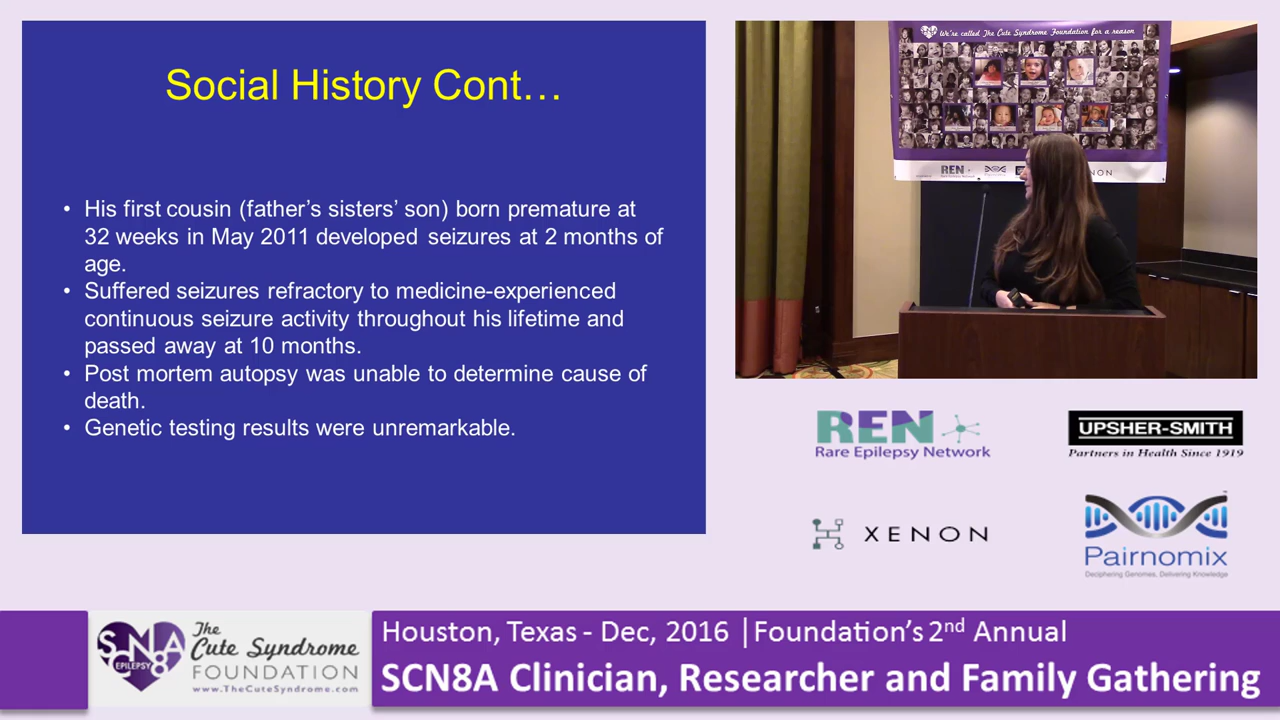 Social History Cont…
• His first cousin (father's sisters' son) born premature at
32 weeks in May 2011 developed seizures at 2 months of
age.
• Suffered seizures refractory to medicine-experienced
continuous seizure activity throughout his lifetime and
passed away at 10 months.
• Post mortem autopsy was unable to determine cause of
death.
• Genetic testing results were unremarkable.
We're called The Cute Syndrome Foundation for a reason
REN
NON
REN
Rare Epilepsy Network
UPSHER-SMITH
Partners in Health Since 1919
XENON
Pairnomix
Deciphering Genomes, Delivering Knowledge
SCN8A
EPILEPSY
The
Cute Syndrome
FOUNDATION
www.TheCuteSyndrome.com
Houston, Texas - Dec, 2016 | Foundation's 2nd Annual
SCN8A Clinician, Researcher and Family Gathering